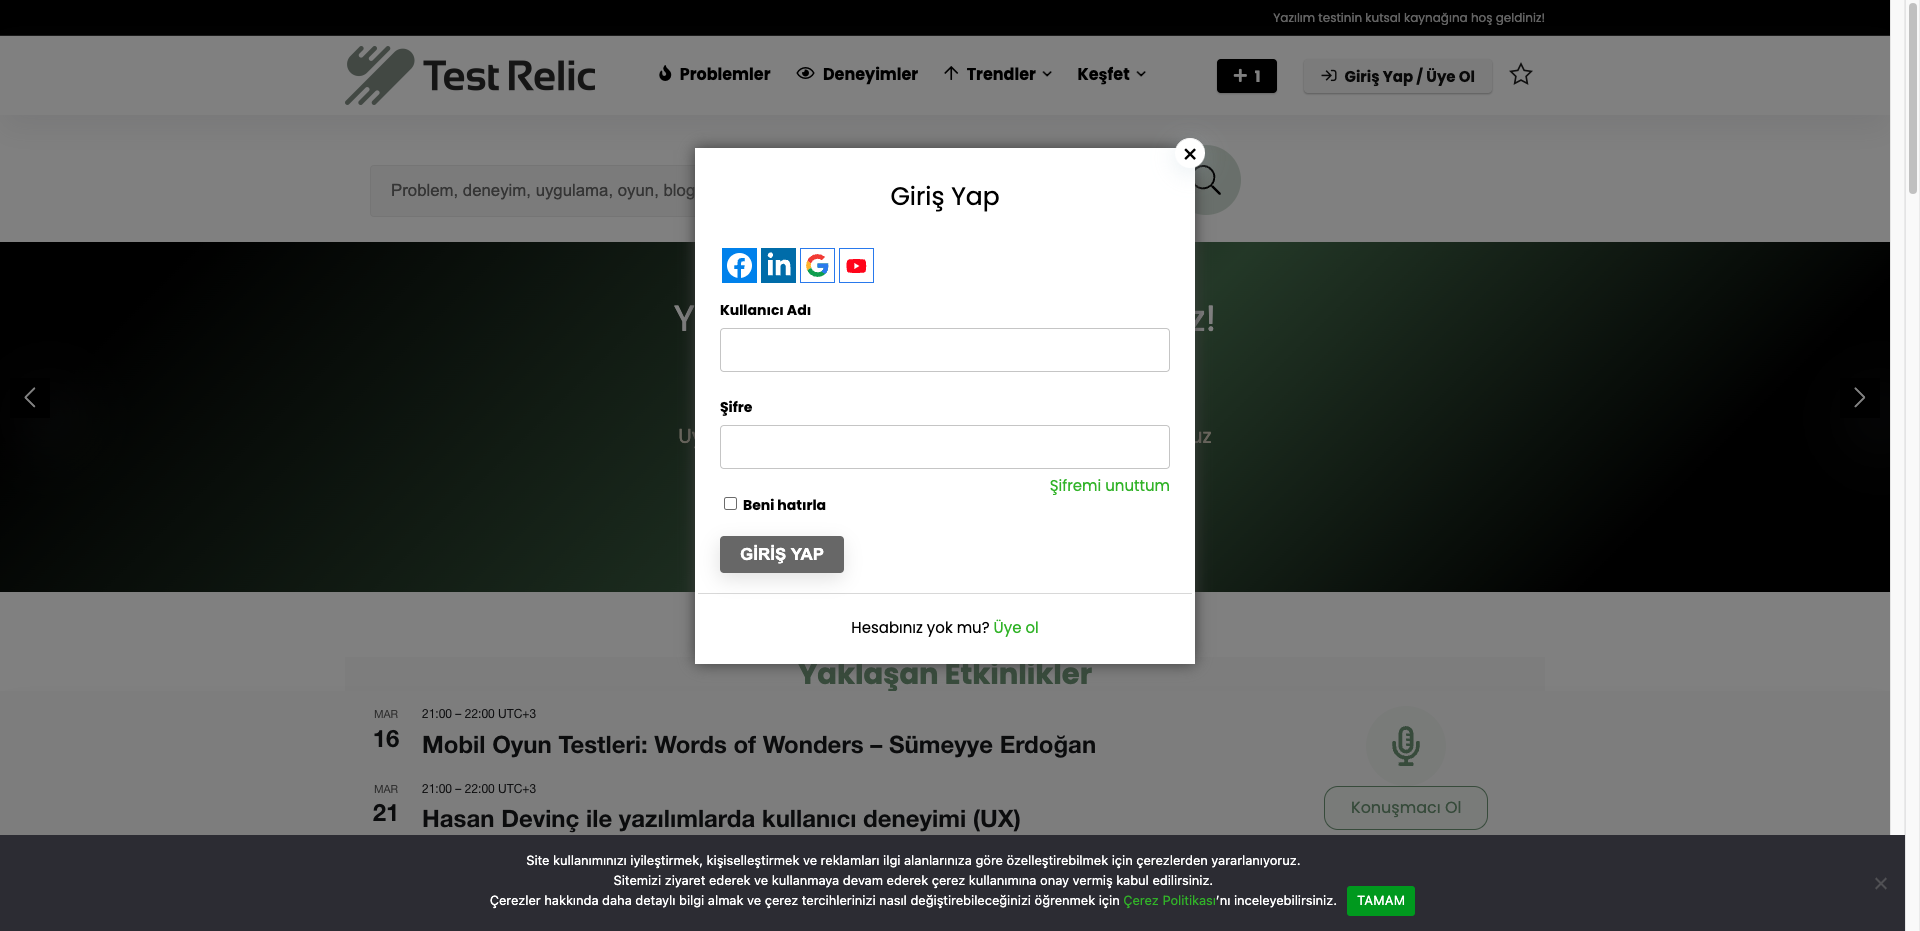 Yazılım testinin kutsal kaynağına hoş geldiniz!
Test Relic
Problemler
Deneyimler
Trendler
Keşfet
+ 1
Giriş Yap / Üye Ol
Problem, deneyim, uygulama, oyun, blog
Giriş Yap
Kullanıcı Adı
Şifre
Şifremi unuttum
Beni hatırla
GİRİŞ YAP
Hesabınız yok mu? Üye ol
Yaklaşan Etkinlikler
MAR
16
21:00 – 22:00 UTC+3
Mobil Oyun Testleri: Words of Wonders – Sümeyye Erdoğan
MAR
21
21:00 – 22:00 UTC+3
Hasan Devinç ile yazılımlarda kullanıcı deneyimi (UX)
Konuşmacı Ol
Site kullanımınızı iyileştirmek, kişiselleştirmek ve reklamları ilgi alanlarınıza göre özelleştirebilmek için çerezlerden yararlanıyoruz.
Sitemizi ziyaret ederek ve kullanmaya devam ederek çerez kullanımına onay vermiş kabul edilirsiniz.
Çerezler hakkında daha detaylı bilgi almak ve çerez tercihlerinizi nasıl değiştirebileceğinizi öğrenmek için Çerez Politikası'nı inceleyebilirsiniz.
TAMAM